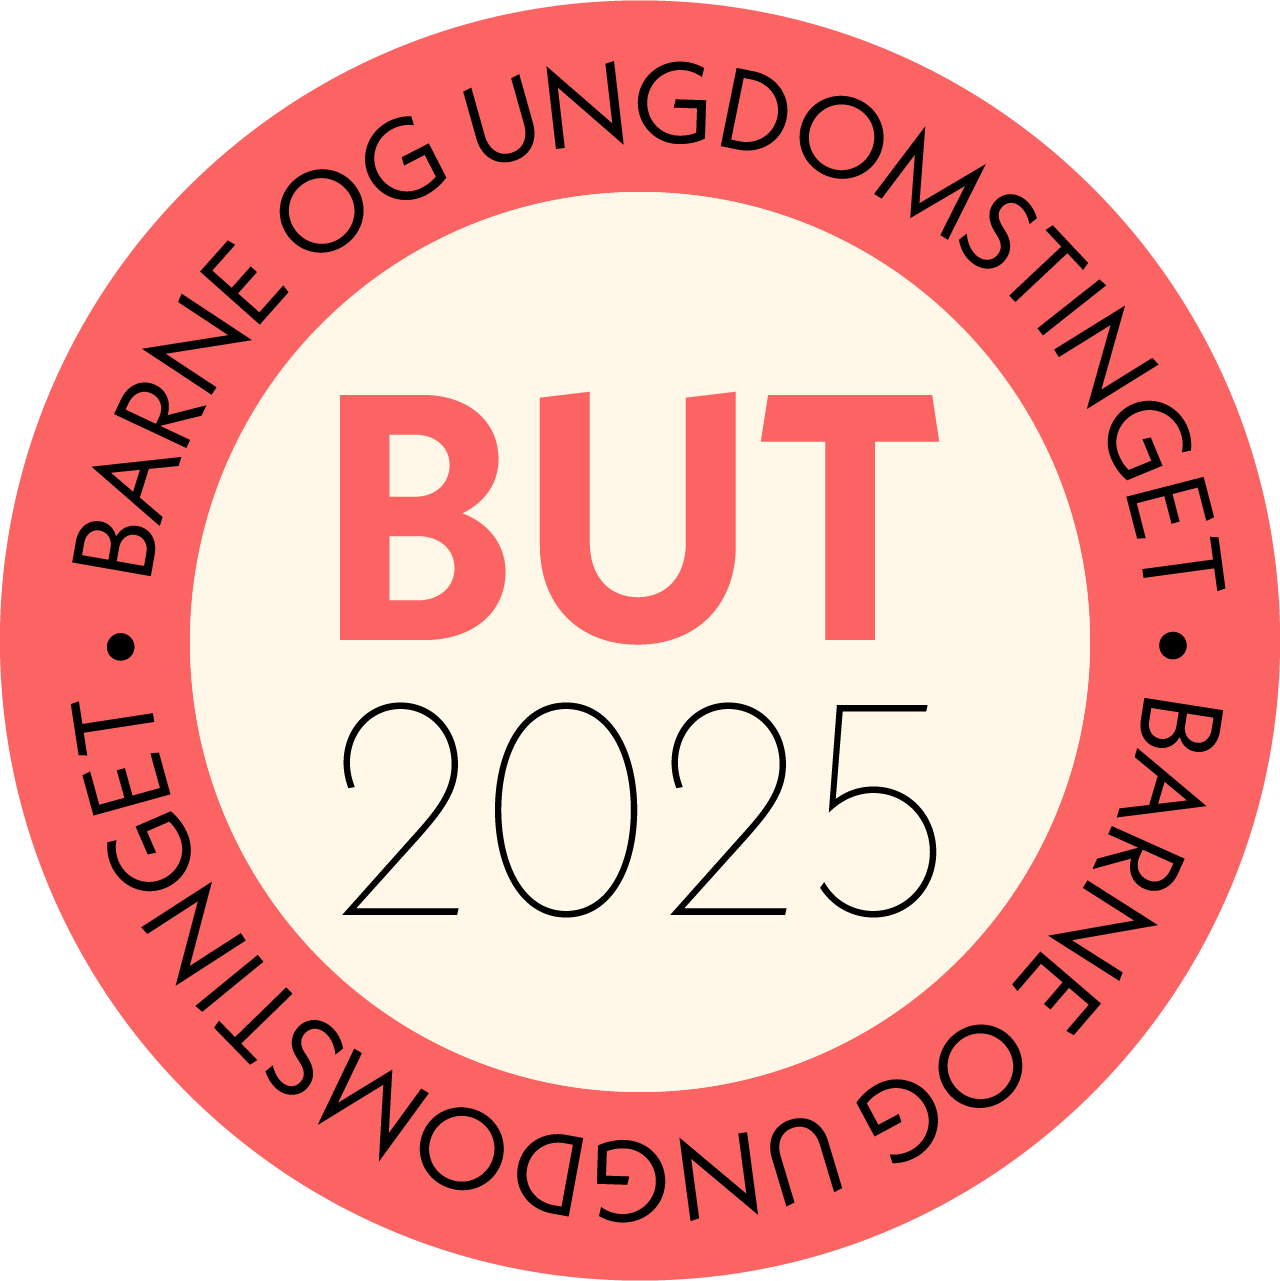 BARNE OG UNGDOMSTINGET •
BARNE OG UNGDOMSTINGET •
BUT
2025